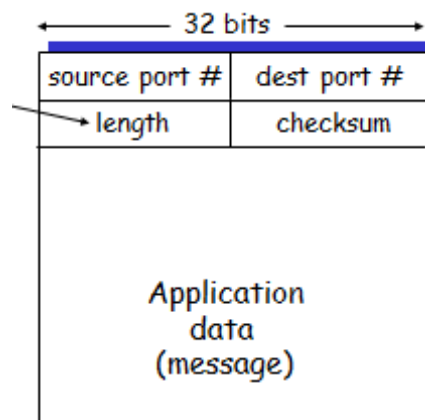 32 bits
source port # dest port #
length checksum
Application
data
(message)